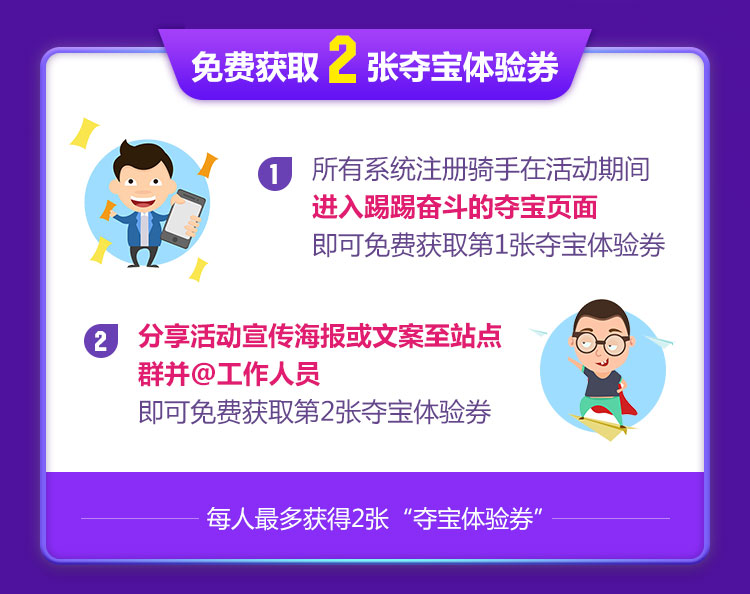 免费获取2张夺宝体验券
1
所有系统注册骑手在活动期间
进入踢踢奋斗的夺宝页面
即可免费获取第1张夺宝体验券
2
分享活动宣传海报或文案至站点
群并@工作人员
即可免费获取第2张夺宝体验券
每人最多获得2张“夺宝体验券”